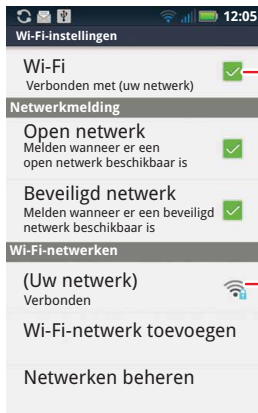 12:05
Wi-Fi-instellingen
Wi-Fi
Verbonden met (uw netwerk)
Netwerkmelding
Open netwerk
Melden wanneer er een
open netwerk beschikbaar is
Beveiligd netwerk
Melden wanneer er een beveiligd
netwerk beschikbaar is
Wi-Fi-netwerken
(Uw netwerk)
Verbonden
Wi-Fi-netwerk toevoegen
Netwerken beheren